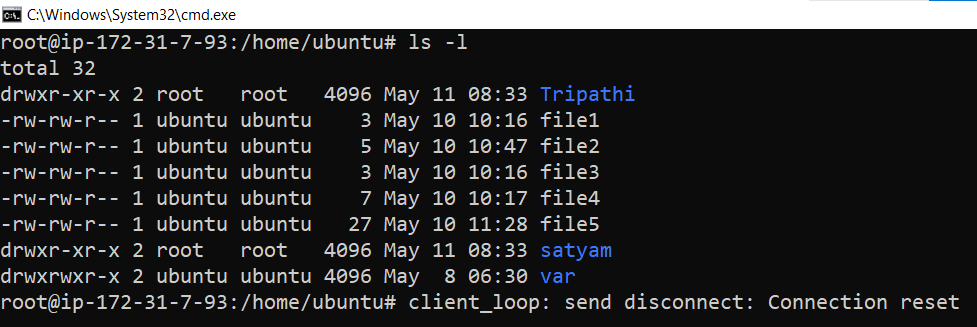 C:\Windows\System32\cmd.exe
root@ip-172-31-7-93:/home/ubuntu# ls -l
total 32
drwxr-xr-x 2 root   root   4096 May 11 08:33 Tripathi
-rw-rw-r-- 1 ubuntu ubuntu    3 May 10 10:16 file1
-rw-rw-r-- 1 ubuntu ubuntu    5 May 10 10:47 file2
-rw-rw-r-- 1 ubuntu ubuntu    3 May 10 10:16 file3
-rw-rw-r-- 1 ubuntu ubuntu    7 May 10 10:17 file4
-rw-rw-r-- 1 ubuntu ubuntu   27 May 10 11:28 file5
drwxr-xr-x 2 root   root   4096 May 11 08:33 satyam
drwxrwxr-x 2 ubuntu ubuntu 4096 May  8 06:30 var
root@ip-172-31-7-93:/home/ubuntu# client_loop: send disconnect: Connection reset